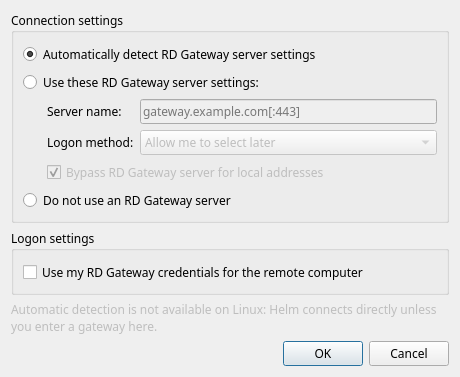 Connection settings
Automatically detect RD Gateway server settings
Use these RD Gateway server settings:
Server name: gateway.example.com[:443]
Logon method: Allow me to select later
Bypass RD Gateway server for local addresses
Do not use an RD Gateway server
Logon settings
Use my RD Gateway credentials for the remote computer
Automatic detection is not available on Linux: Helm connects directly unless
you enter a gateway here.
OK Cancel